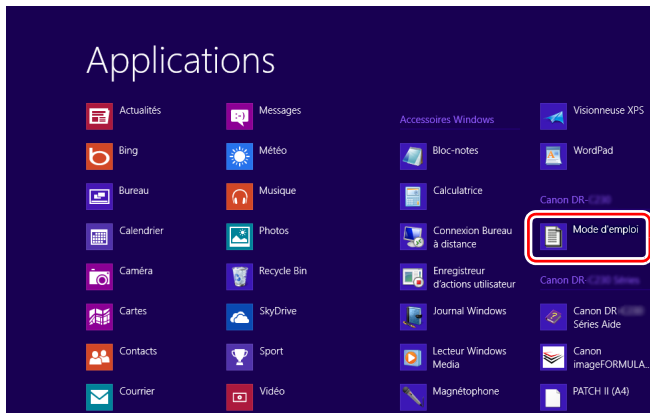 Applications
Actualités
Bing
Bureau
Calendrier
Caméra
Cartes
Contacts
Courrier
Messages
Météo
Musique
Photos
Recycle Bin
SkyDrive
Sport
Vidéo
Accessoires Windows
Bloc-notes
Calculatrice
Connexion Bureau
à distance
Enregistreur
d'actions utilisateur
Journal Windows
Lecteur Windows
Media
Magnétophone
Visionneuse XPS
WordPad
Canon DR-
Mode d'emploi
Canon DR-
Canon DR
Séries Aide
Canon
imageFORMULA...
PATCH II (A4)